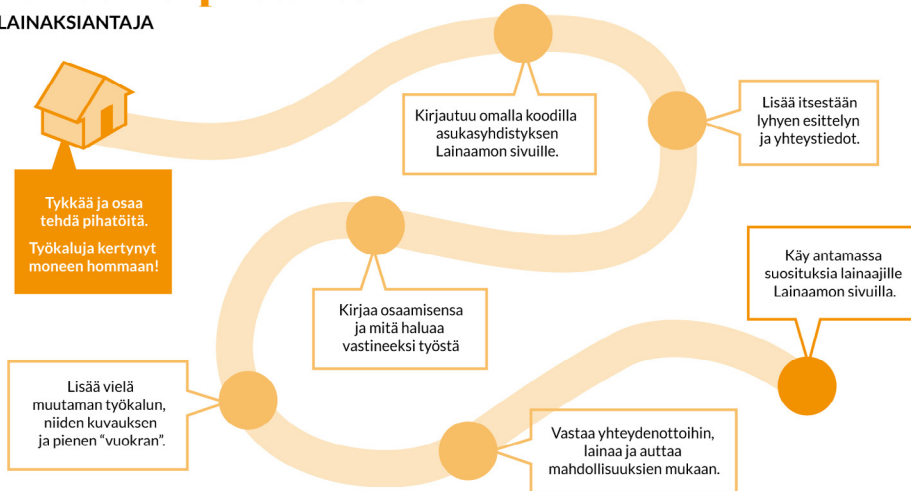 LAINAKSIANTAJA
Tykkää ja osaa
tehdä pihatöitä.
Työkaluja kertynyt
moneen hommaan!
Kirjautuu omalla koodilla
asukasyhdistyksen
Lainaamon sivuille.
Lisää itsestään
lyhyen esittelyn
ja yhteystiedot.
Kirjaa osaamisensa
ja mitä haluaa
vastineeksi työstä
Lisää vielä
muutaman työkalun,
niiden kuvauksen
ja pienen “vuokran”.
Vastaa yhteydenottoihin,
lainaa ja auttaa
mahdollisuuksien mukaan.
Käy antamassa
suosituksia lainaajille
Lainaamon sivuilla.